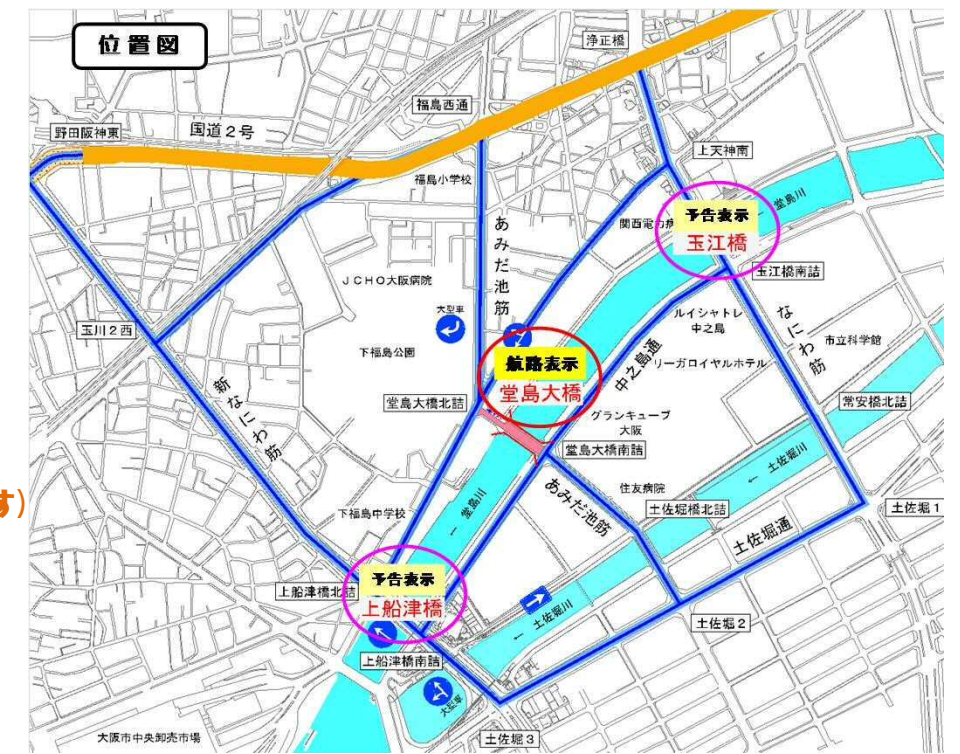 位置図
浄正橋
福島西通
野田阪神東
国道2号
上天神南
福島小学校
関西電力病
予告表示
玉江橋
← 堂島川
あみだ池筋
玉江橋南詰
JCHO大阪病院
ルイシャトレ
中之島
なにわ筋
大型車
市立科学館
玉川2西
下福島公園
航路表示
堂島大橋
中之島通
リーガロイヤルホテル
新なにわ筋
堂島大橋北詰
グランキューブ
大阪
常安橋北詰
堂島大橋南詰
← 土佐堀川
す)
あみだ池筋
住友病院
土佐堀橋北詰
土佐堀1
下福島中学校
← 堂島川
土佐堀通
予告表示
上船津橋
上船津橋北詰
← 土佐堀川
土佐堀2
上船津橋南詰
大型車
大阪市中央卸売市場
土佐堀3